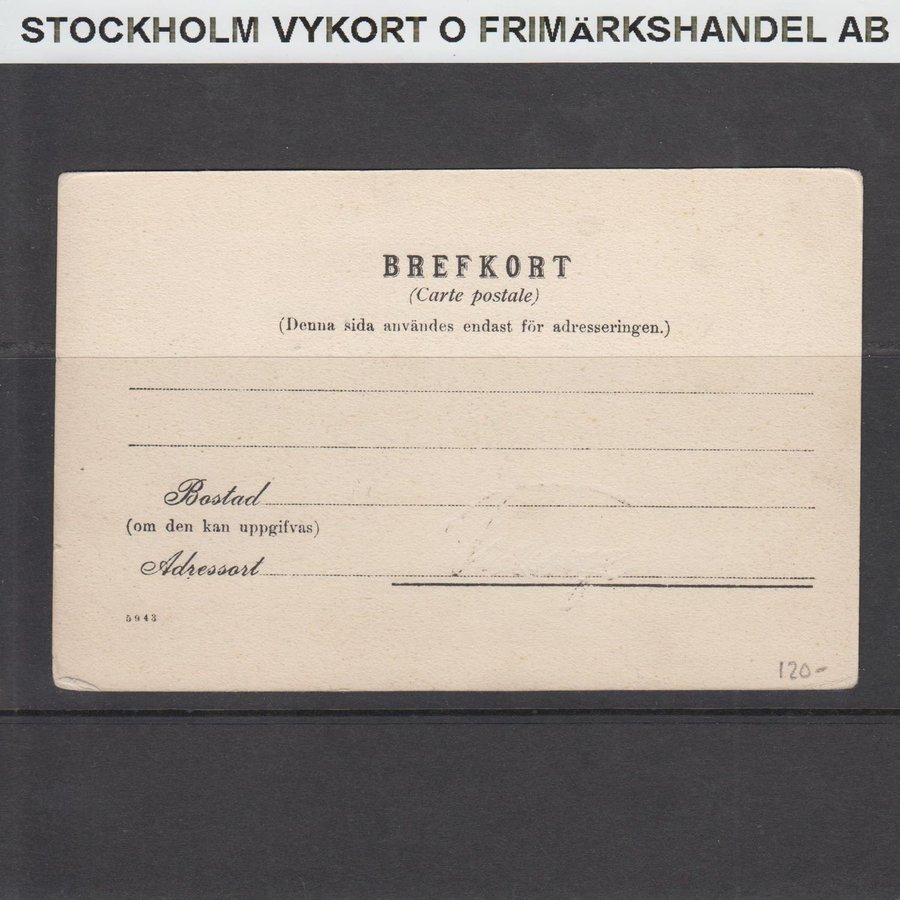 STOCKHOLM VYKORT O FRIMÄRKSHANDEL AB
BREFKORT
(Carte postale)
(Denna sida användes endast för adresseringen.)
Bostad
(om den kan uppgifvas)
Adressort
5943
120-